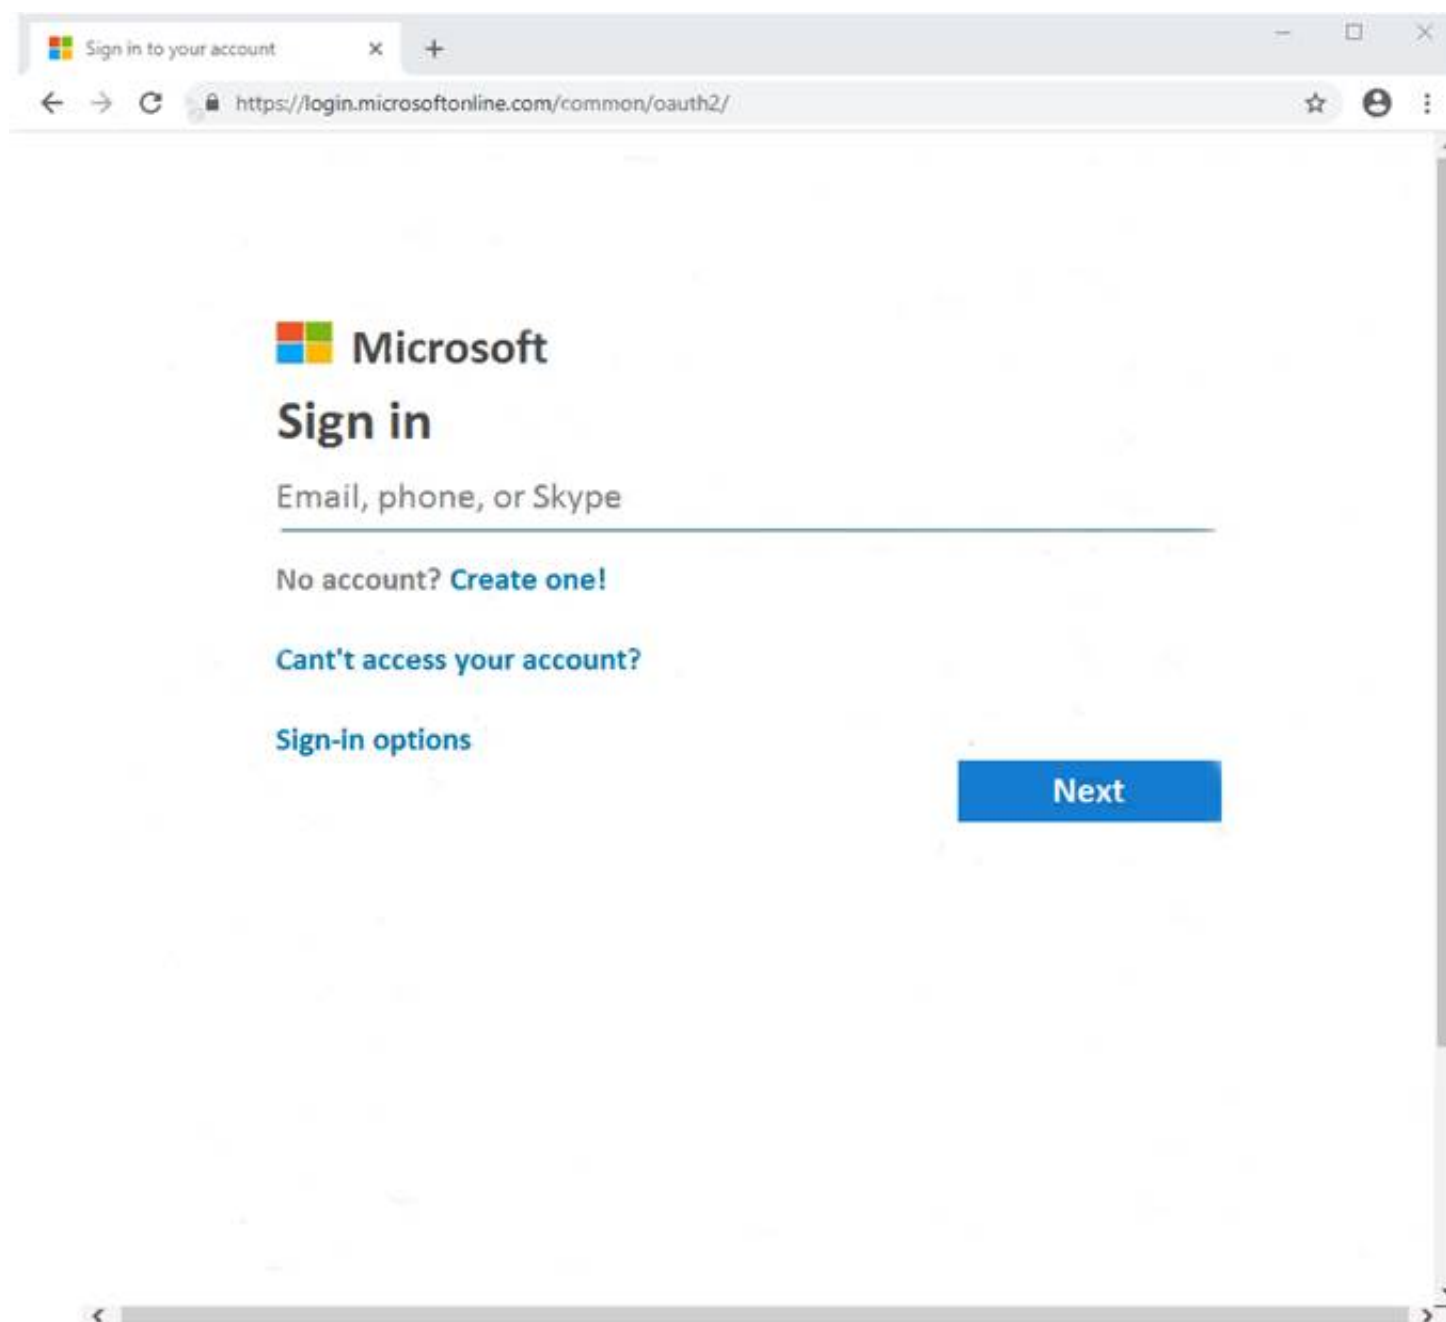 Sign in to your account
https://login.microsoftonline.com/common/oauth2/
Microsoft
Sign in
Email, phone, or Skype
No account? Create one!
Cant't access your account?
Sign-in options
Next